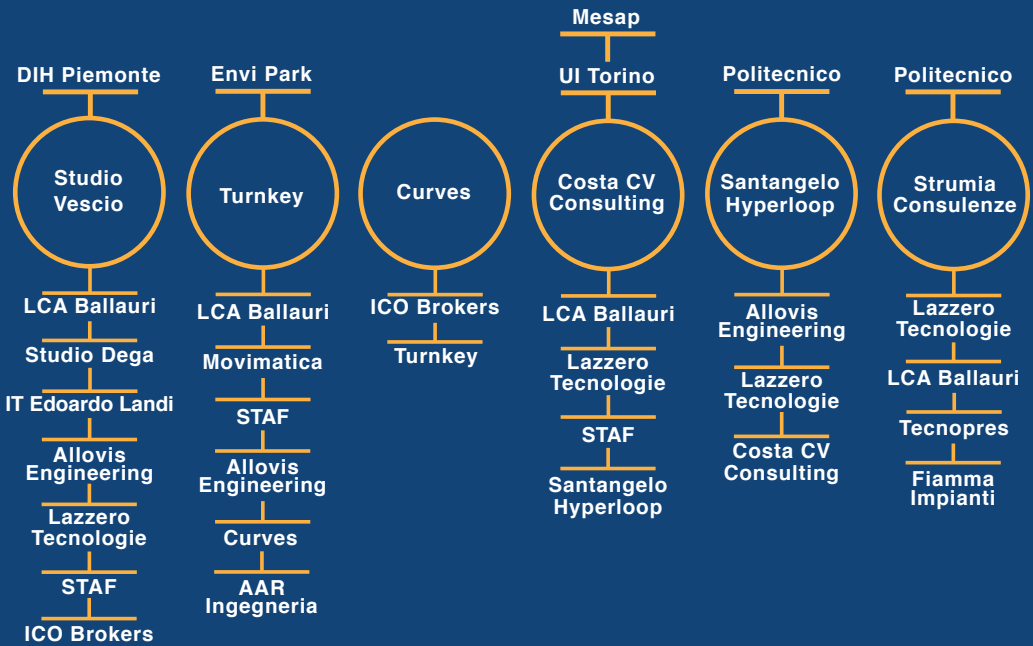 DIH Piemonte
Studio
Vescio
LCA Ballauri
Studio Dega
IT Edoardo Landi
Allovis
Engineering
Lazzero
Tecnologie
STAF
ICO Brokers
Envi Park
Turnkey
LCA Ballauri
Movimatica
STAF
Allovis
Engineering
Curves
AAR
Ingegneria
Curves
ICO Brokers
Turnkey
Mesap
UI Torino
Costa CV
Consulting
LCA Ballauri
Lazzero
Tecnologie
STAF
Santangelo
Hyperloop
Politecnico
Santangelo
Hyperloop
Allovis
Engineering
Lazzero
Tecnologie
Costa CV
Consulting
Politecnico
Strumia
Consulenze
Lazzero
Tecnologie
LCA Ballauri
Tecnopres
Fiamma
Impianti